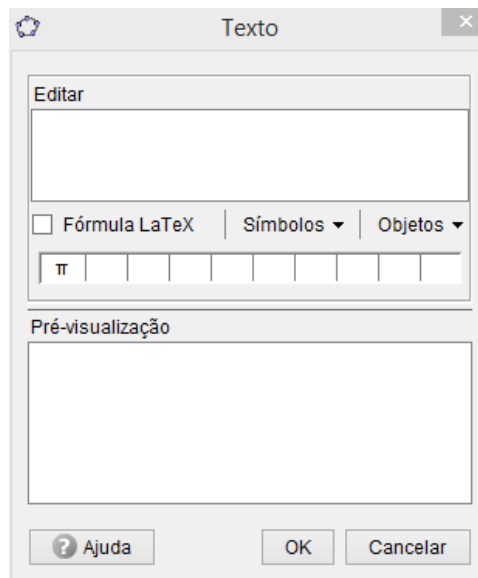 Texto
Editar
Fórmula LaTeX Símbolos Objetos
π
Pré-visualização
Ajuda OK Cancelar